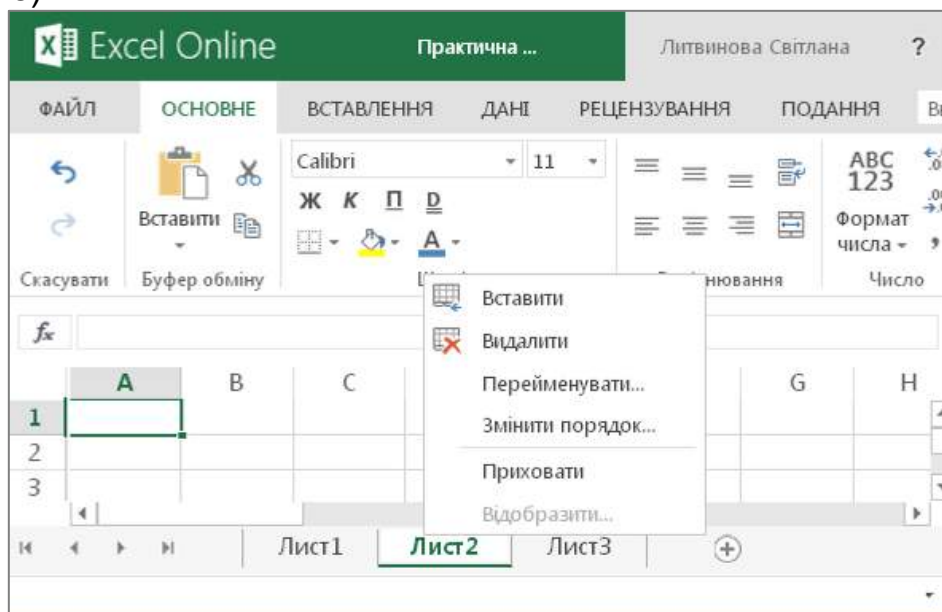 Excel Online Практична ... Литвинова Світлана ?
ФАЙЛ ОСНОВНЕ ВСТАВЛЕННЯ ДАНІ РЕЦЕНЗУВАННЯ ПОДАННЯ
Calibri 11 ABC
123
Ж К П D
Вставити Формат
числа
Скасувати Буфер обміну Число
fx
Вставити
Видалити
Перейменувати...
Змінити порядок...
Приховати
Відобразити...
A B C G H
1
2
3
Лист1 Лист2 Лист3